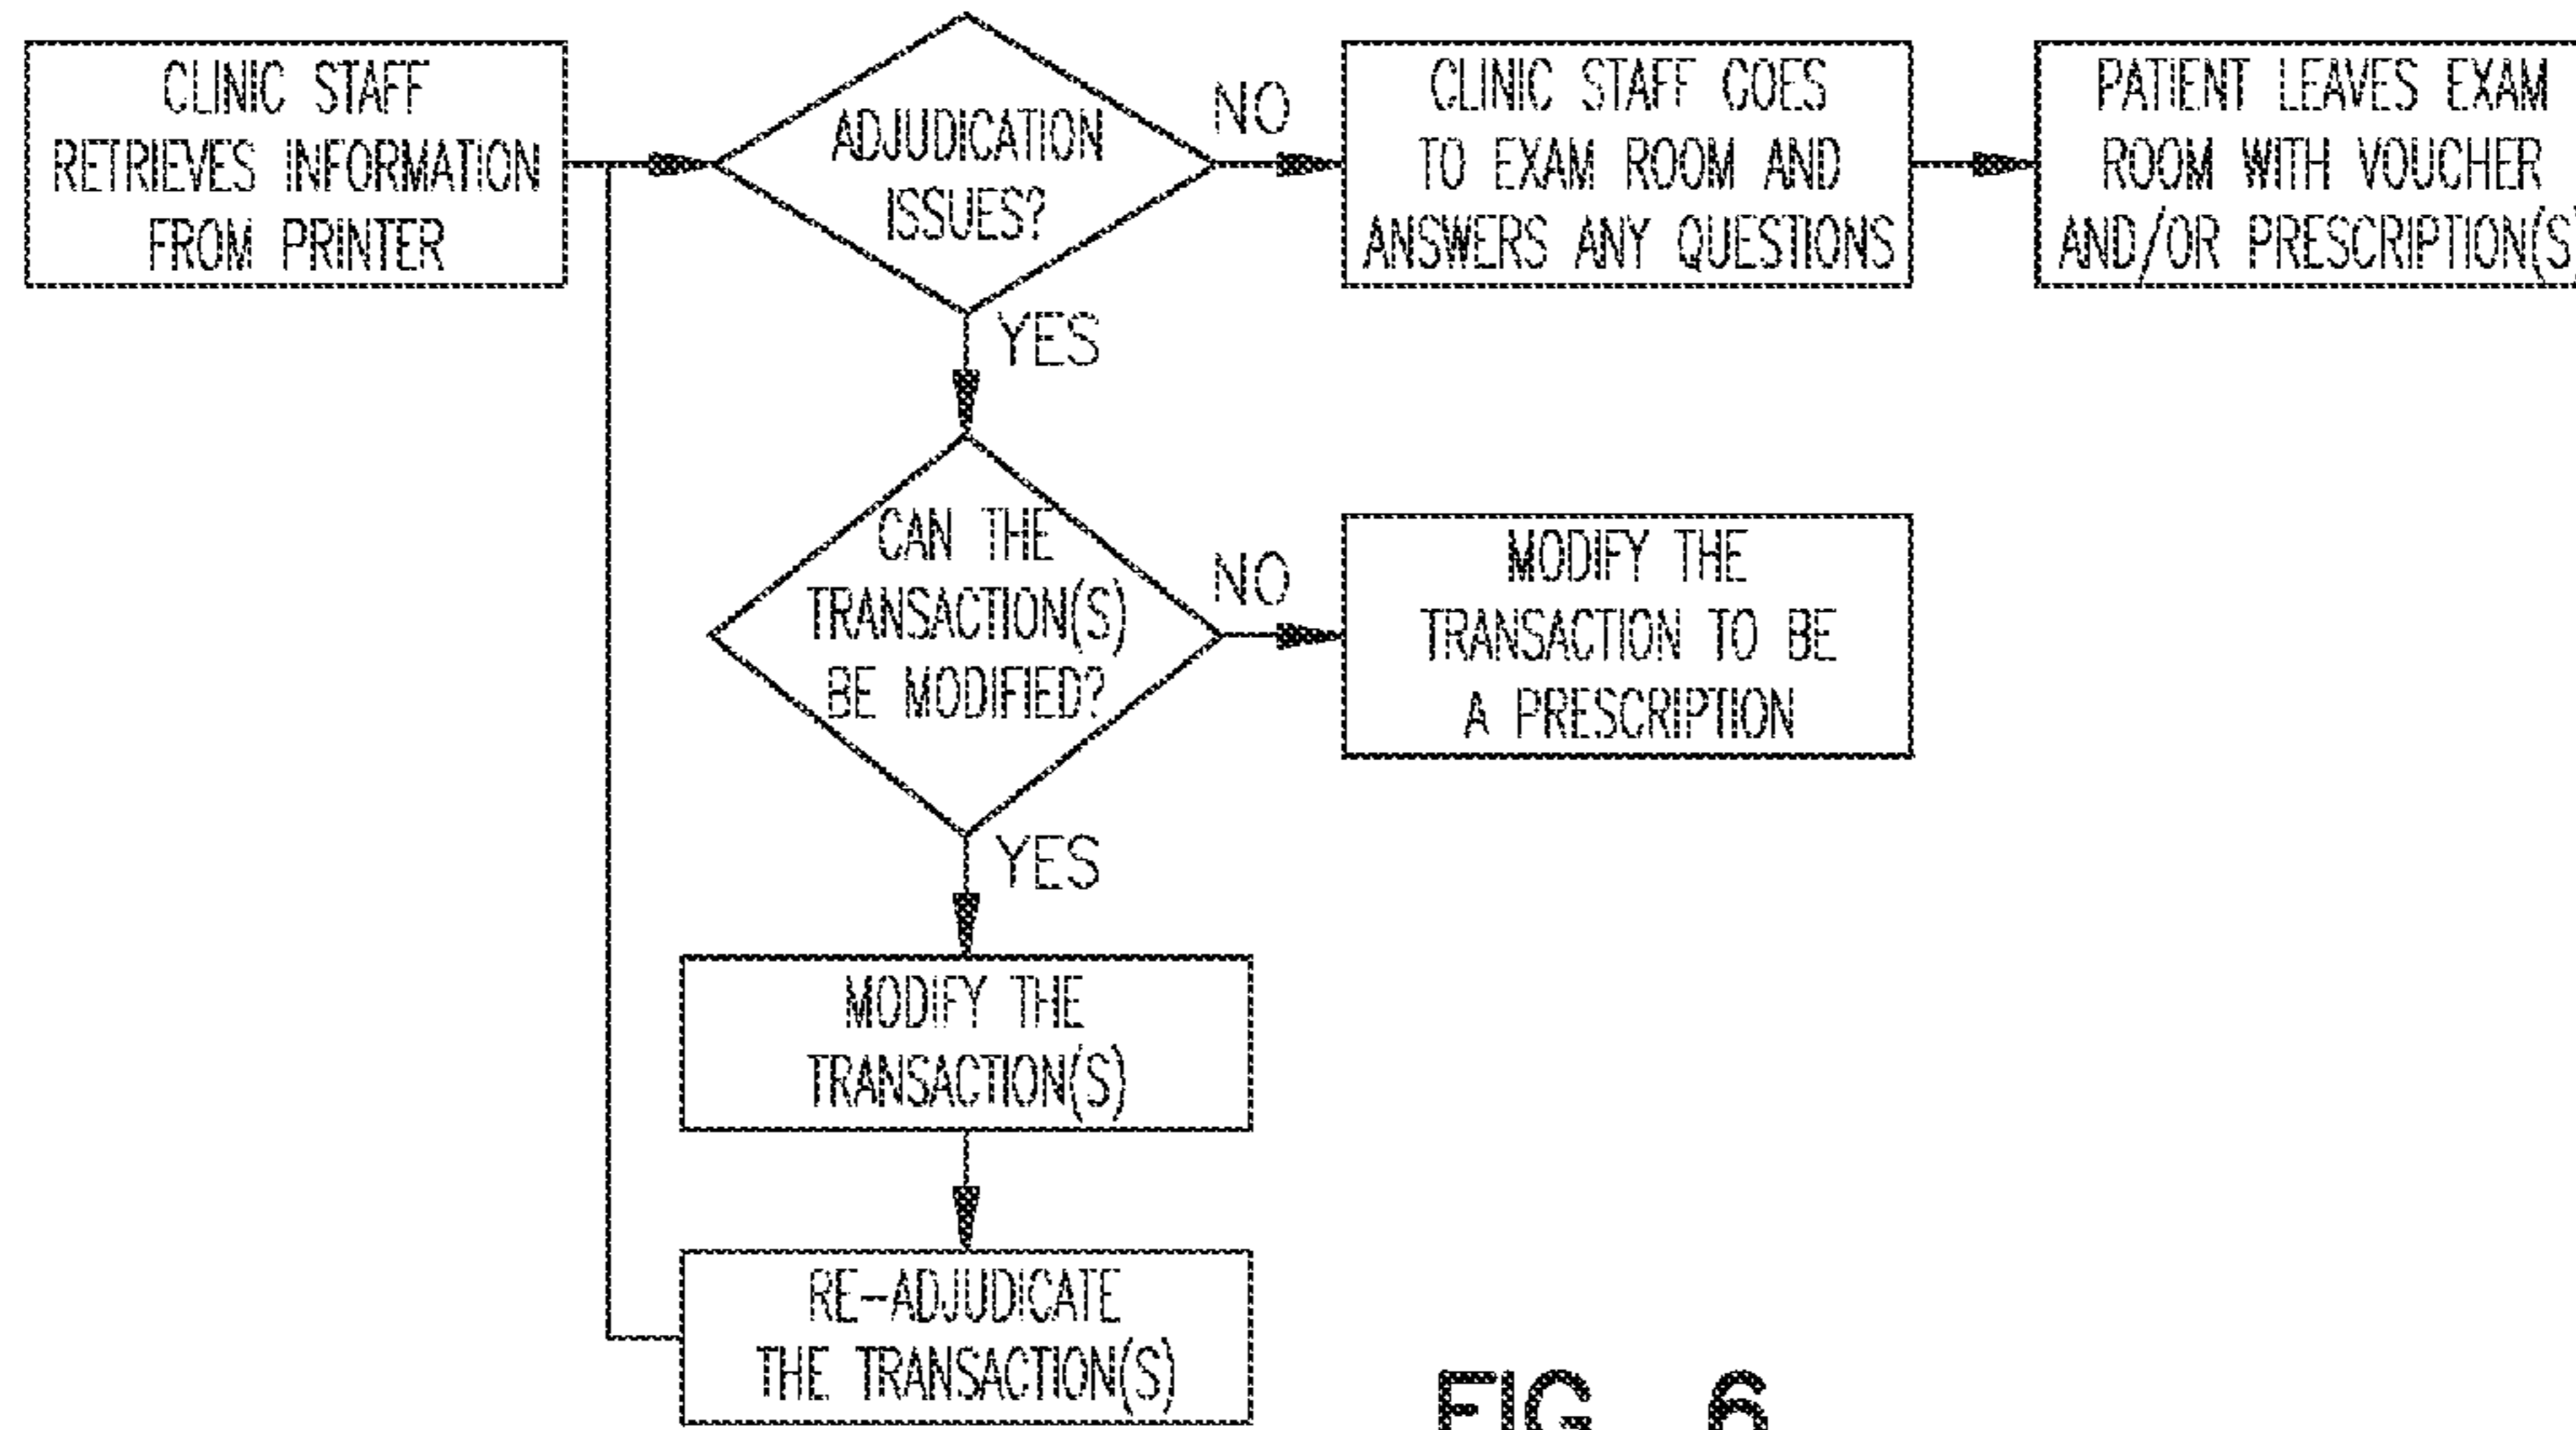 CLINIC STAFF
RETRIEVES INFORMATION
FROM PRINTER
ADJUDICATION
ISSUES?
NO
CLINIC STAFF GOES
TO EXAM ROOM AND
ANSWERS ANY QUESTIONS
PATIENT LEAVES EXAM
ROOM WITH VOUCHER
AND/OR PRESCRIPTION(S)
YES
CAN THE
TRANSACTION(S)
BE MODIFIED?
NO
MODIFY THE
TRANSACTION TO BE
A PRESCRIPTION
YES
MODIFY THE
TRANSACTION(S)
RE-ADJUDICATE
THE TRANSACTION(S)
FIG. 6